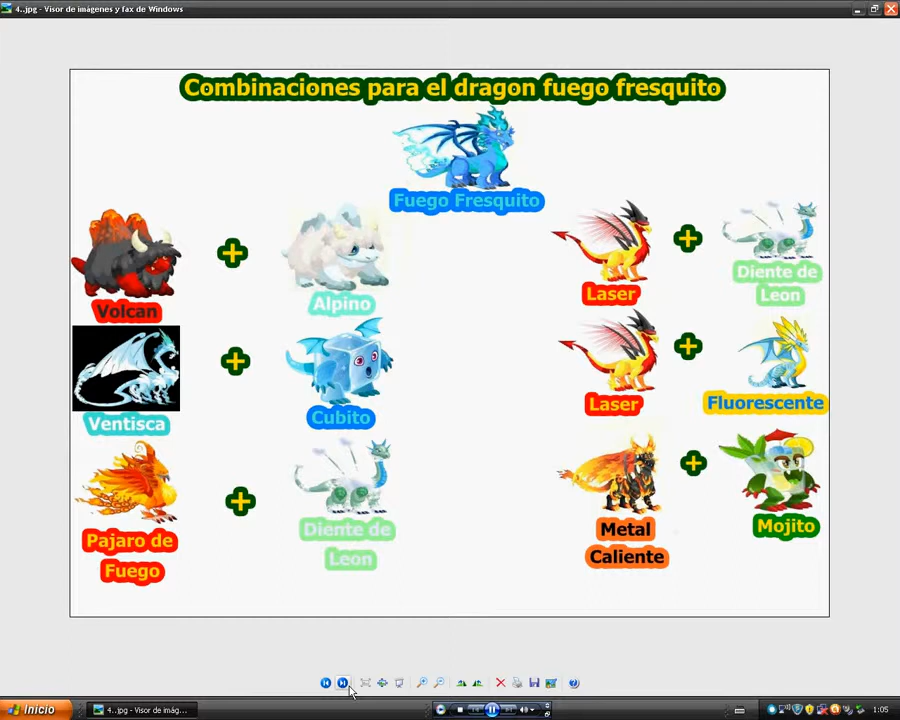 4..jpg - Visor de imágenes y fax de Windows
Combinaciones para el dragon fuego fresquito
Fuego Fresquito
Volcan
+
Alpino
Laser
+
Diente de
Leon
Ventisca
+
Cubito
Laser
+
Fluorescente
Pajaro de
Fuego
+
Diente de
Leon
Metal
Caliente
+
Mojito
Inicio
4..jpg - Visor de imág...
1:05